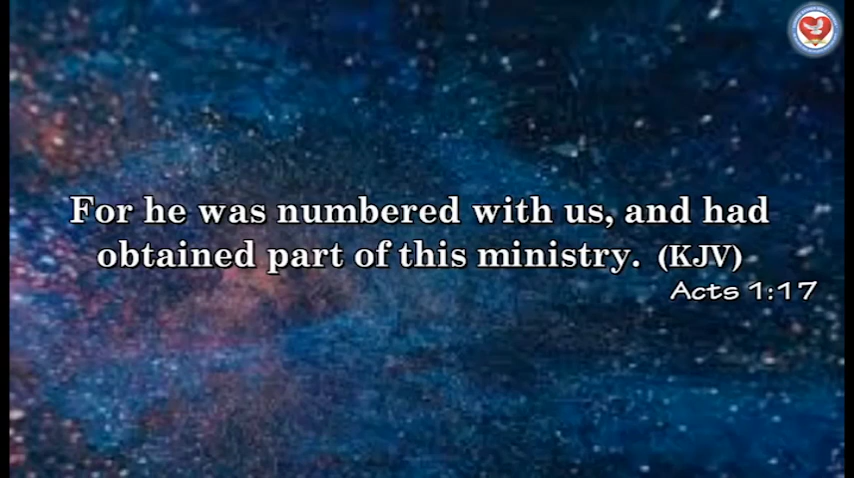 For he was numbered with us, and had
obtained part of this ministry. (KJV)
Acts 1:17